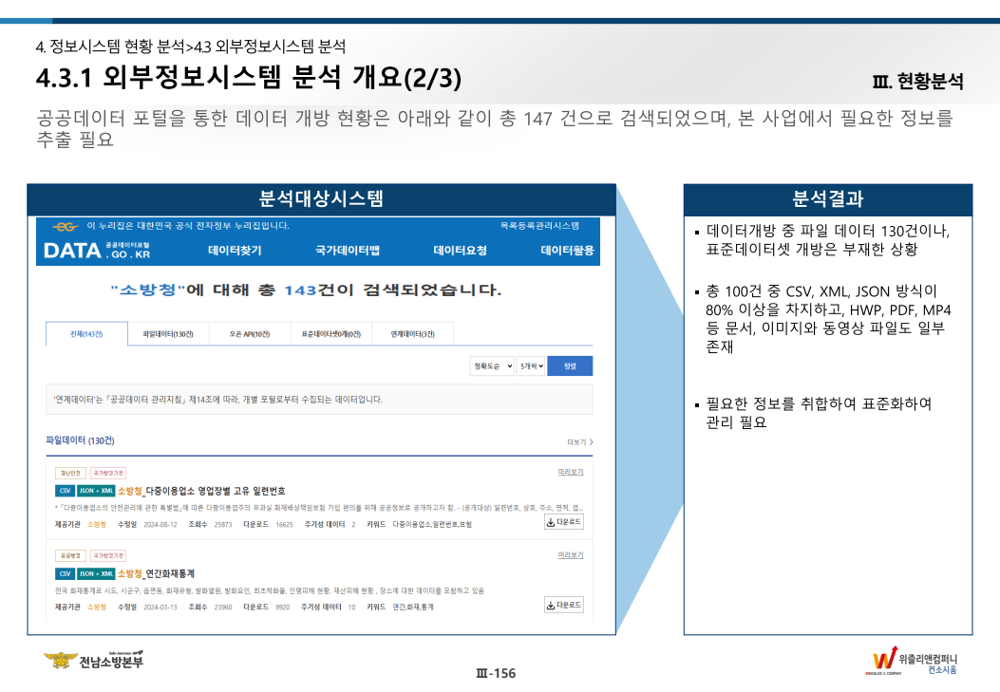 4. 정보시스템 현황 분석>4.3 외부정보시스템 분석
4.3.1 외부정보시스템 분석 개요(2/3)
Ⅲ. 현황분석
공공데이터 포털을 통한 데이터 개방 현황은 아래와 같이 총 147 건으로 검색되었으며, 본 사업에서 필요한 정보를
추출 필요
분석대상시스템
이 누리집은 대한민국 공식 전자정부 누리집입니다.
목록등록관리시스템
DATA 공공데이터포털 .GO.KR
데이터찾기 국가데이터맵 데이터요청 데이터활용
"소방청"에 대해 총 143건이 검색되었습니다.
전체(143건) 파일데이터(130건) 오픈 API(10건) 표준데이터셋0개(0건) 연계데이터(3건)
정확도순 5개씩 정렬
'연계데이터'는 「공공데이터 관리지침」 제14조에 따라, 개별 포털로부터 수집되는 데이터입니다.
파일데이터 (130건)
더보기 >
재난안전 국가행정기관
미리보기
CSV JSON + XML 소방청_다중이용업소 영업장별 고유 일련번호
* 「다중이용업소의 안전관리에 관한 특별법」에 따른 다중이용업주의 무과실 화재배상책임보험 가입 편의를 위해 공공정보로 공개하고자 함. - (공개대상) 일련번호, 상호, 주소, 면적, 업...
제공기관 소방청 수정일 2024-08-12 조회수 25873 다운로드 16625 주기성 데이터 2 키워드 다중이용업소,일련번호,보험
다운로드
공공행정 국가행정기관
미리보기
CSV JSON + XML 소방청_연간화재통계
전국 화재통계로 시도, 시군구, 읍면동, 화재유형, 발화열원, 발화요인, 최초착화물, 인명피해 현황, 재산피해 현황, 장소에 대한 데이터를 포함하고 있음
제공기관 소방청 수정일 2024-03-13 조회수 23960 다운로드 9920 주기성 데이터 10 키워드 연간,화재,통계
다운로드
분석결과
▪ 데이터개방 중 파일 데이터 130건이나,
표준데이터셋 개방은 부재한 상황
▪ 총 100건 중 CSV, XML, JSON 방식이
80% 이상을 차지하고, HWP, PDF, MP4
등 문서, 이미지와 동영상 파일도 일부
존재
▪ 필요한 정보를 취합하여 표준화하여
관리 필요
전남소방본부
Ⅲ-156
위즐리앤컴퍼니
컨소시움